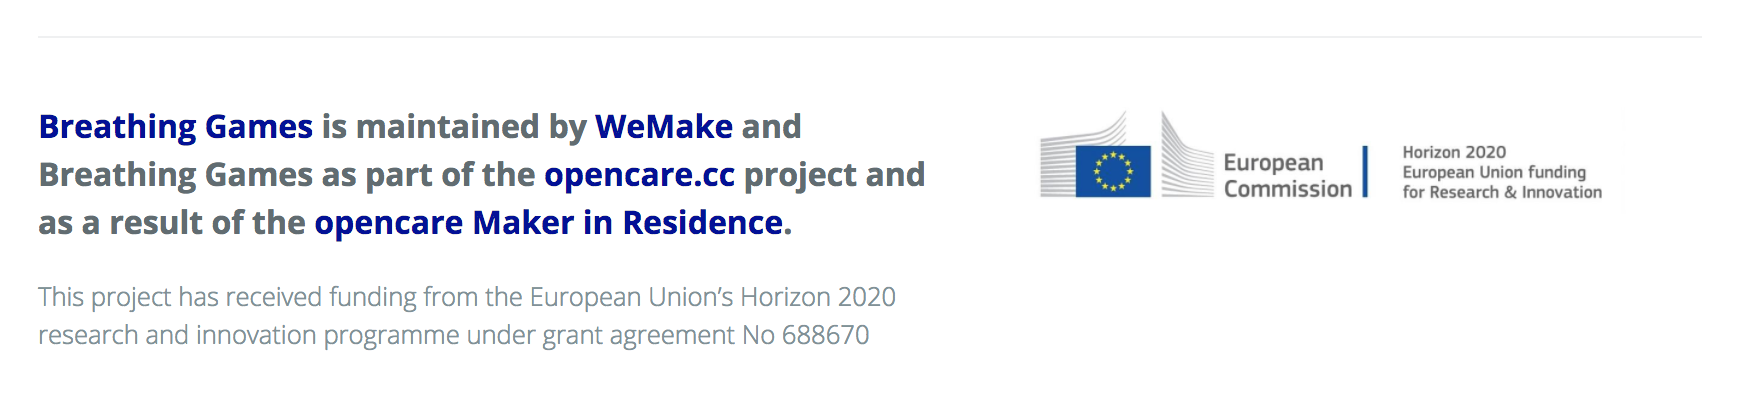 Breathing Games is maintained by WeMake and
Breathing Games as part of the opencare.cc project and
as a result of the opencare Maker in Residence.
This project has received funding from the European Union’s Horizon 2020
research and innovation programme under grant agreement No 688670
European
Commission
Horizon 2020
European Union funding
for Research & Innovation